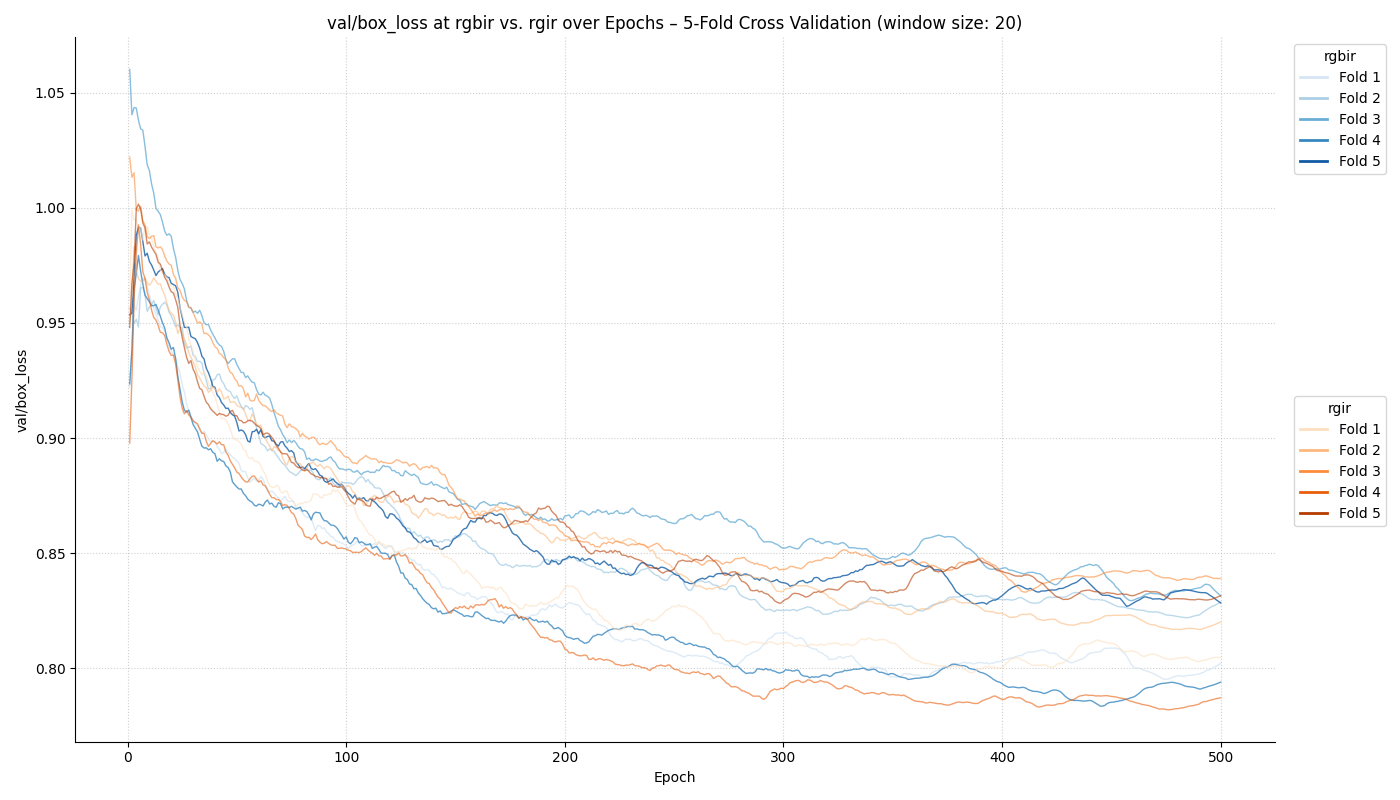 val/box_loss at rgbir vs. rgir over Epochs – 5-Fold Cross Validation (window size: 20)
val/box_loss
1.05
1.00
0.95
0.90
0.85
0.80
0
100
200
300
400
500
Epoch
rgbir
Fold 1
Fold 2
Fold 3
Fold 4
Fold 5
rgir
Fold 1
Fold 2
Fold 3
Fold 4
Fold 5